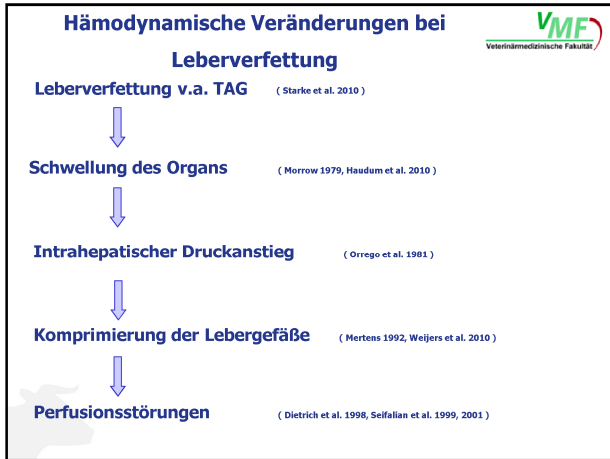 Hämodynamische Veränderungen bei
Leberverfettung
VMF
Veterinärmedizinische Fakultät
Leberverfettung v.a. TAG ( Starke et al. 2010 )
Schwellung des Organs ( Morrow 1979, Haudum et al. 2010 )
Intrahepatischer Druckanstieg ( Orrego et al. 1981 )
Komprimierung der Lebergefäße ( Mertens 1992, Weijers et al. 2010 )
Perfusionsstörungen ( Dietrich et al. 1998, Seifalian et al. 1999, 2001 )